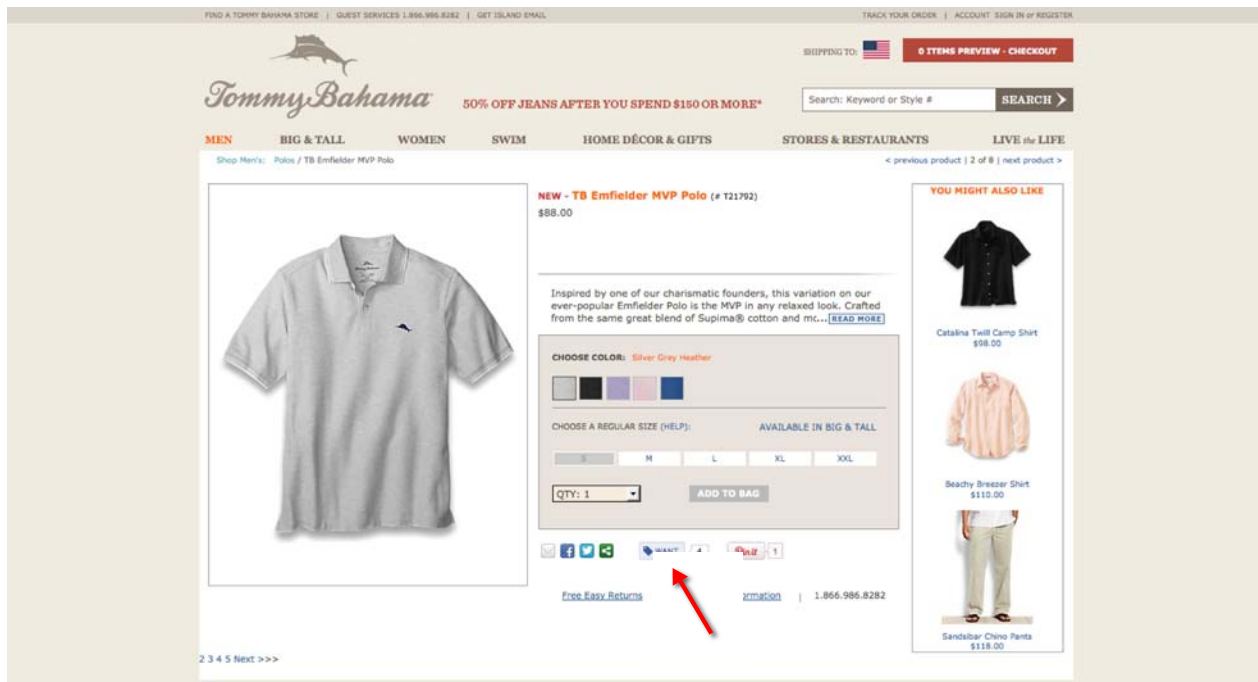 FIND A TOMMY BAHAMA STORE | GUEST SERVICES 1.866.986.8282 | GET ISLAND EMAIL
TRACK YOUR ORDER | ACCOUNT SIGN IN or REGISTER
SHIPPING TO:
0 ITEMS PREVIEW - CHECKOUT
Tommy Bahama
50% OFF JEANS AFTER YOU SPEND $150 OR MORE*
Search: Keyword or Style #
SEARCH
MEN BIG & TALL WOMEN SWIM HOME DÉCOR & GIFTS STORES & RESTAURANTS LIVE the LIFE
Shop Men's: Polos / TB Emfielder MVP Polo
< previous product | 2 of 8 | next product >
NEW - TB Emfielder MVP Polo (# T21792)
$88.00
Inspired by one of our charismatic founders, this variation on our
ever-popular Emfielder Polo is the MVP in any relaxed look. Crafted
from the same great blend of Supima® cotton and mc... READ MORE
CHOOSE COLOR: Silver Grey Heather
CHOOSE A REGULAR SIZE (HELP):
AVAILABLE IN BIG & TALL
S M L XL XXL
QTY: 1
ADD TO BAG
WANT 4
Pin it 1
Free Easy Returns
ormation | 1.866.986.8282
YOU MIGHT ALSO LIKE
Catalina Twill Camp Shirt
$98.00
Beachy Breezer Shirt
$110.00
Sandsibar Chino Pants
$118.00
2 3 4 5 Next >>>